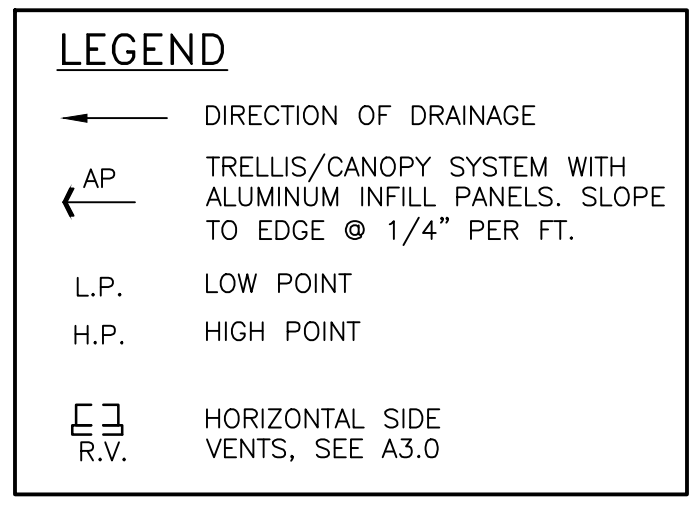 LEGEND
DIRECTION OF DRAINAGE
AP TRELLIS/CANOPY SYSTEM WITH
ALUMINUM INFILL PANELS. SLOPE
TO EDGE @ 1/4" PER FT.
L.P. LOW POINT
H.P. HIGH POINT
HORIZONTAL SIDE
R.V. VENTS, SEE A3.0